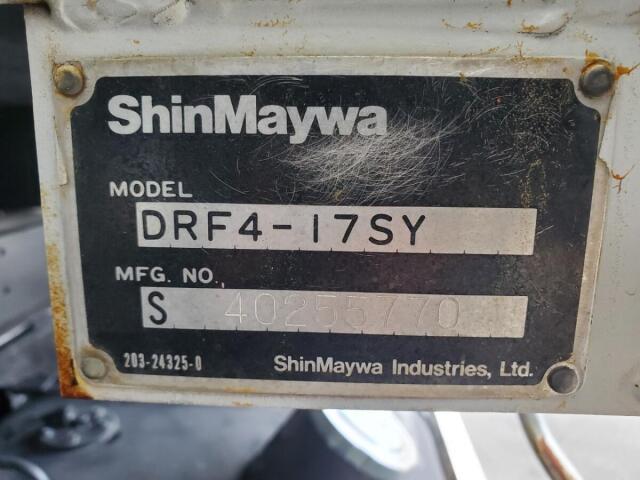 ShinMaywa
MODEL
DRF4-17SY
MFG. NO.
S 40255770
203-24325-0
ShinMaywa Industries, Ltd.